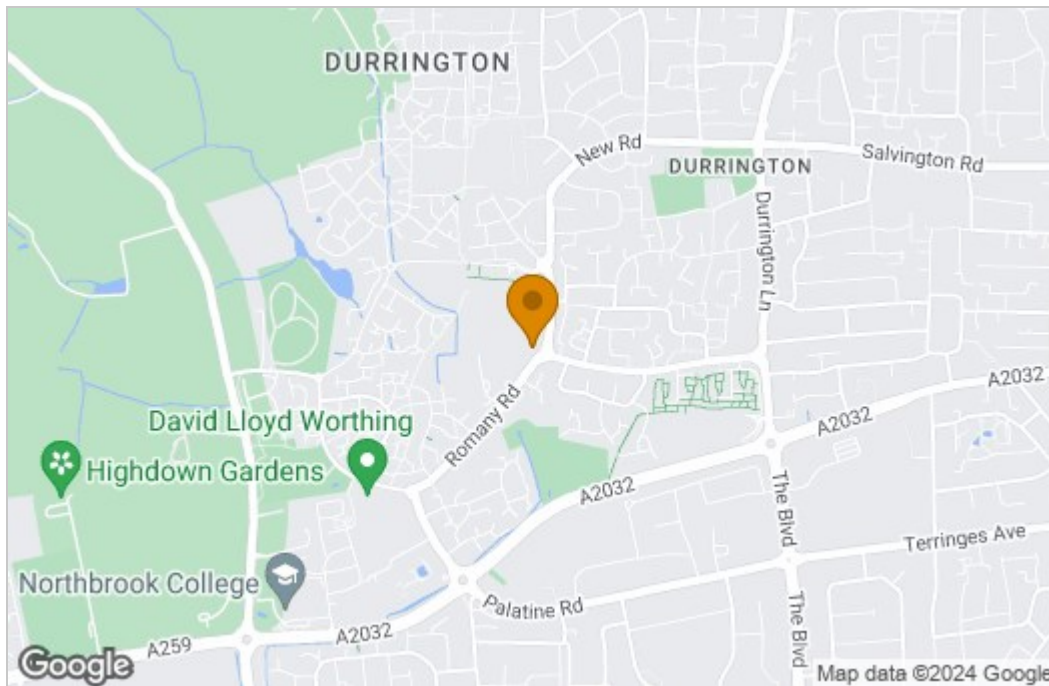 DURRINGTON
New Rd
Salvington Rd
DURRINGTON
Durrington Ln
Romany Rd
David Lloyd Worthing
Highdown Gardens
A2032
A2032
A2032
The Blvd
Terringes Ave
Northbrook College
Palatine Rd
A2032
A259
The Blvd
Google
Map data ©2024 Google